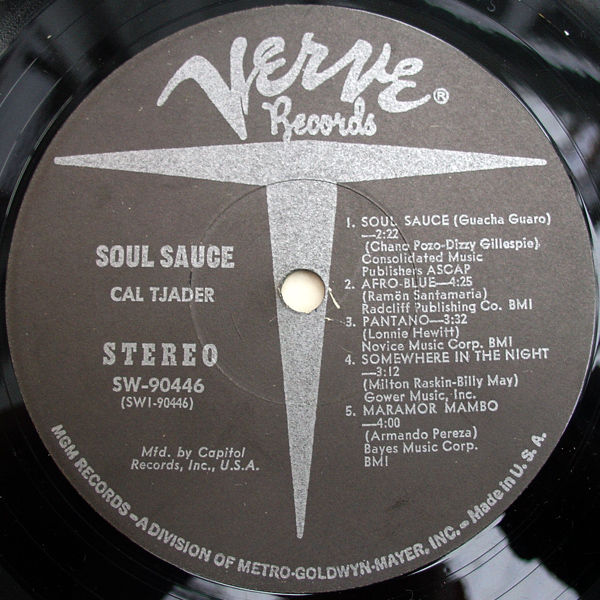 Verve®
Records
SOUL SAUCE
CAL TJADER
STEREO
SW-90446
(SW1-90446)
Mfd. by Capitol
Records, Inc., U.S.A.
1. SOUL SAUCE (Guacha Guaro)
—2:22
(Chano Pozo-Dizzy Gillespie)
Consolidated Music
Publishers ASCAP
2. AFRO-BLUE—4:25
(Ramön Santamaria)
Radcliff Publishing Co. BMI
3. PANTANO—3:32
(Lonnie Hewitt)
Novice Music Corp. BMI
4. SOMEWHERE IN THE NIGHT
—3:12
(Milton Raskin-Billy May)
Gower Music, Inc.
5. MARAMOR MAMBO
—4:00
(Armando Pereza)
Bayes Music Corp.
BMI
MGM RECORDS—A DIVISION OF METRO-GOLDWYN-MAYER, INC.—Made in U. S. A.